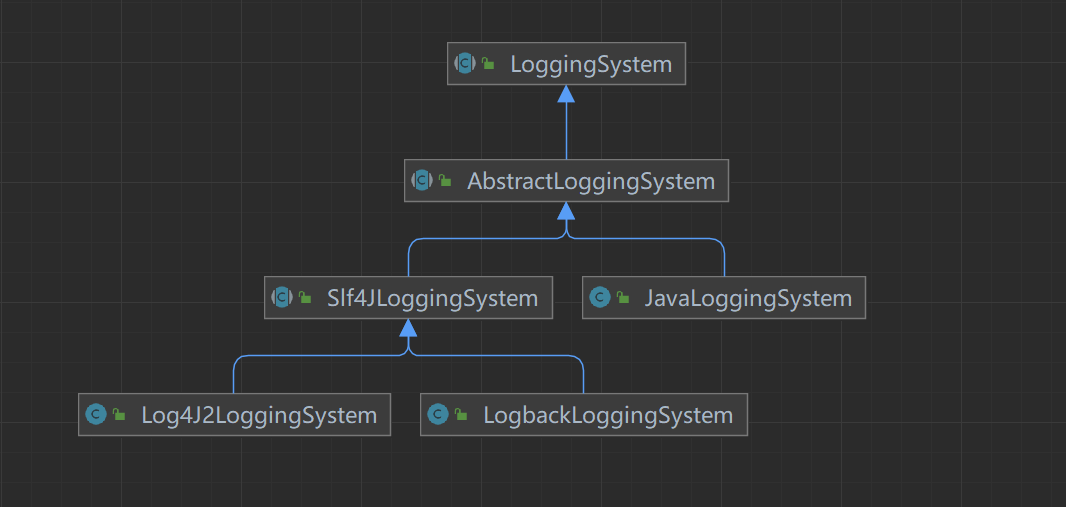 LoggingSystem
AbstractLoggingSystem
Slf4JLoggingSystem
JavaLoggingSystem
Log4J2LoggingSystem
LogbackLoggingSystem